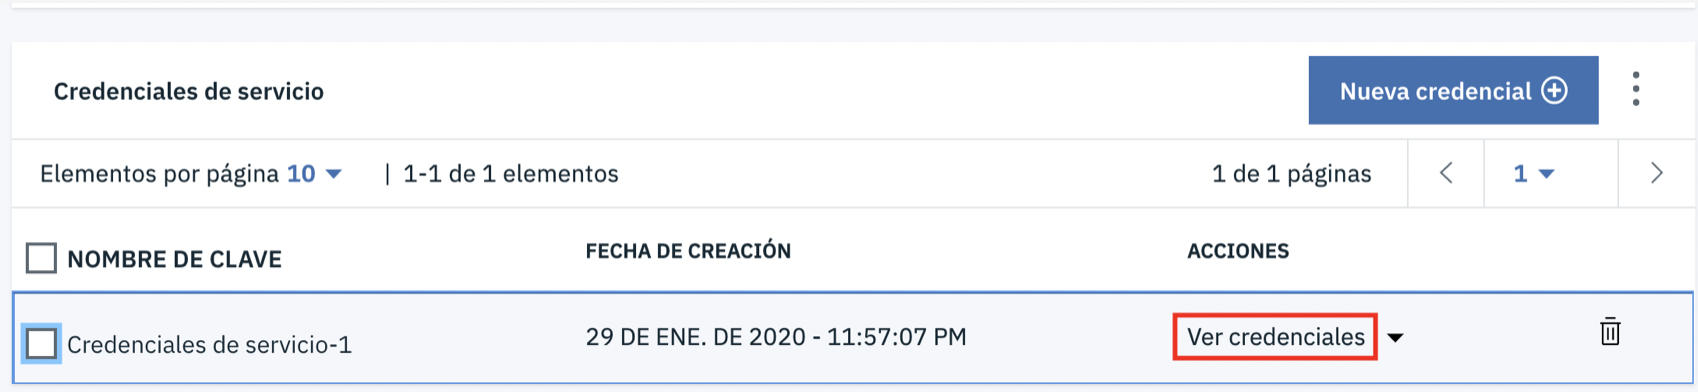 Credenciales de servicio
Nueva credencial
Elementos por página 10 | 1-1 de 1 elementos
1 de 1 páginas
1
NOMBRE DE CLAVE
FECHA DE CREACIÓN
ACCIONES
Credenciales de servicio-1
29 DE ENE. DE 2020 - 11:57:07 PM
Ver credenciales